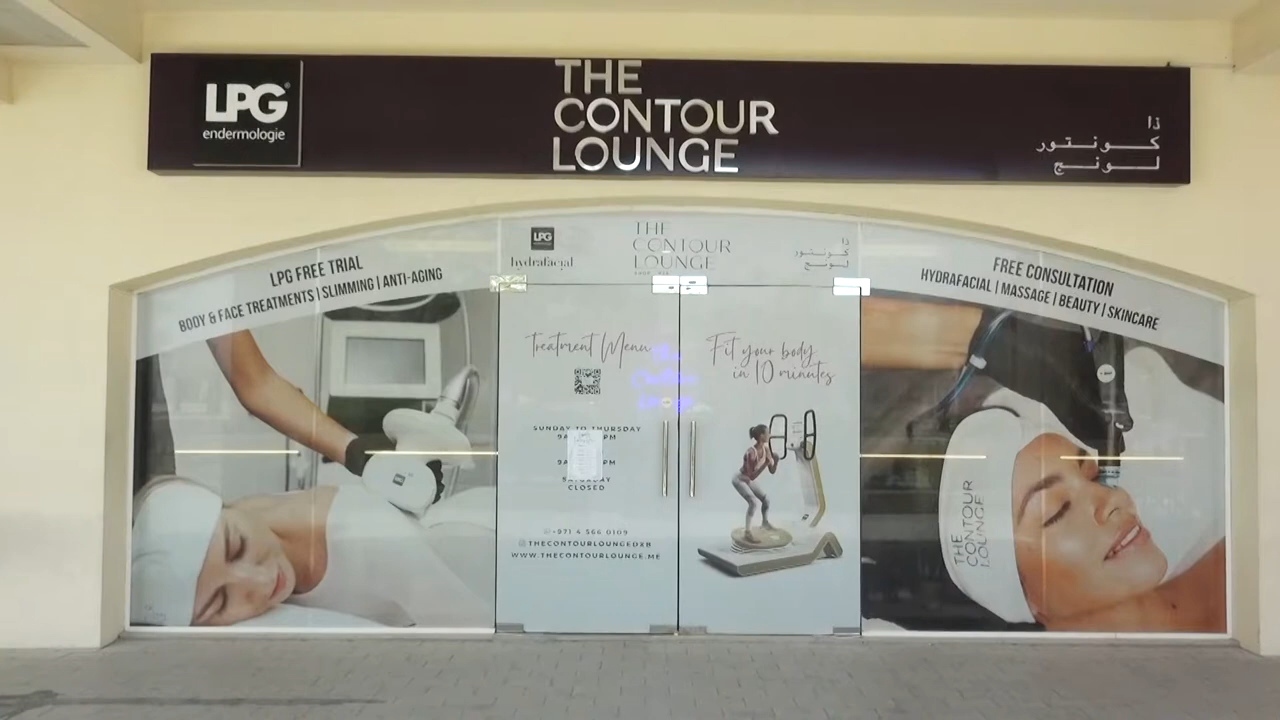 LPG
endermologie
THE
CONTOUR
LOUNGE
ذا
كونتور
لونج
LPG FREE TRIAL
BODY & FACE TREATMENTS | SLIMMING | ANTI-AGING
LPG
hydrafacial
THE
CONTOUR
LOUNGE
ذا
كونتور
لونج
FREE CONSULTATION
HYDRAFACIAL | MASSAGE | BEAUTY | SKINCARE
Treatment Menu
SUNDAY TO THURSDAY
SATURDAY
CLOSED
+971 4 566 0109
THECONTOURLOUNGEDXB
WWW.THECONTOURLOUNGE.ME
Fit your body
in 10 minutes
THE
CONTOUR
LOUNGE